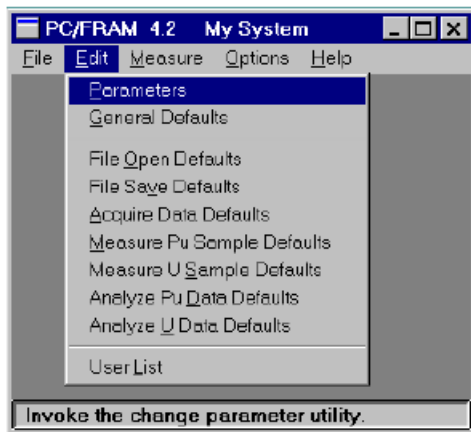 PC/FRAM 4.2 My System
File Edit Measure Options Help
Parameters
General Defaults
File Open Defaults
File Save Defaults
Acquire Data Defaults
Measure Pu Sample Defaults
Measure U Sample Defaults
Analyze Pu Data Defaults
Analyze U Data Defaults
User List
Invoke the change parameter utility.